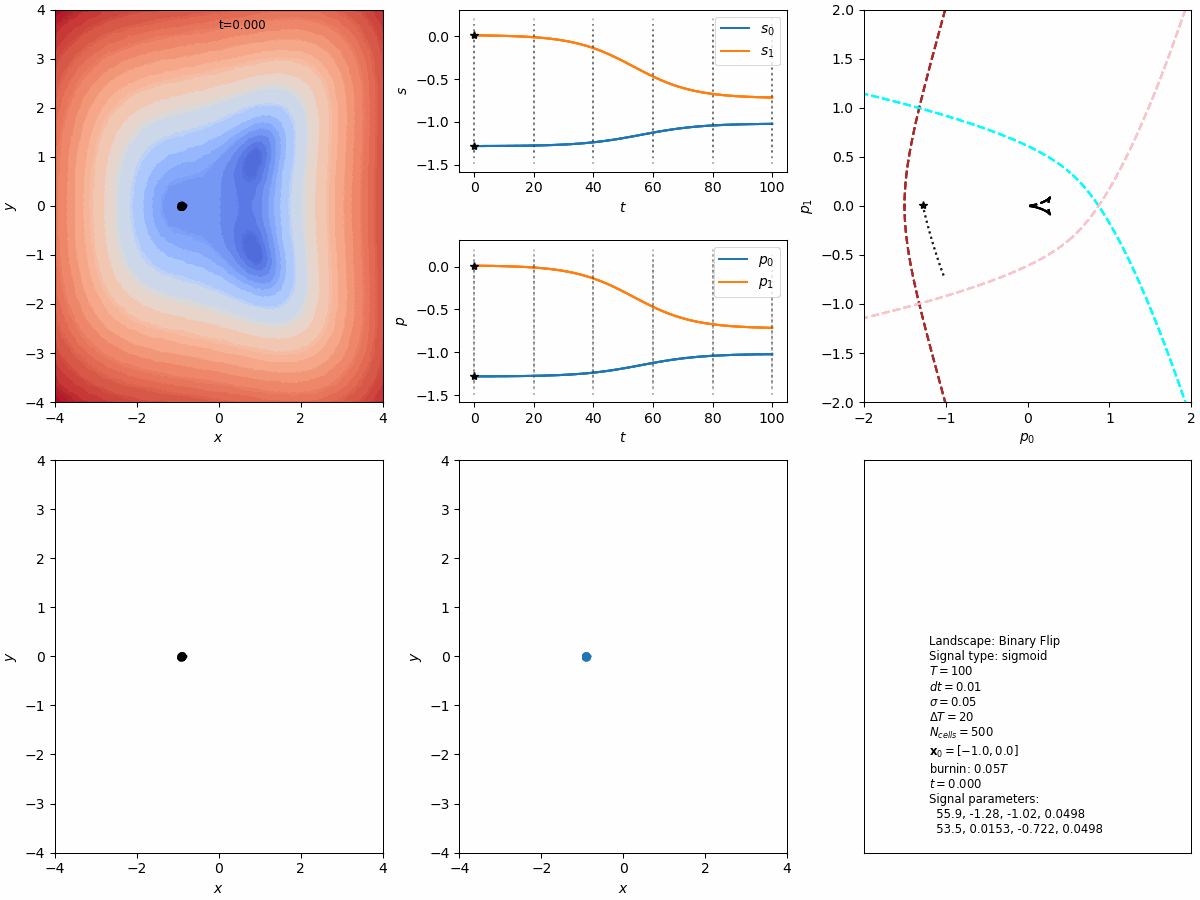 t=0.000
4
3
2
1
0
−1
−2
−3
−4
y
−4
−2
0
2
4
x
0.0
−0.5
−1.0
−1.5
s
s0
s1
0
20
40
60
80
100
t
0.0
−0.5
−1.0
−1.5
p
p0
p1
0
20
40
60
80
100
t
2.0
1.5
1.0
0.5
0.0
−0.5
−1.0
−1.5
−2.0
p1
−2
−1
0
1
2
p0
4
3
2
1
0
−1
−2
−3
−4
y
−4
−2
0
2
4
x
4
3
2
1
0
−1
−2
−3
−4
y
−4
−2
0
2
4
x
Landscape: Binary Flip
Signal type: sigmoid
T = 100
dt = 0.01
σ = 0.05
ΔT = 20
Ncells = 500
x0 = [−1.0, 0.0]
burnin: 0.05T
t = 0.000
Signal parameters:
55.9, -1.28, -1.02, 0.0498
53.5, 0.0153, -0.722, 0.0498